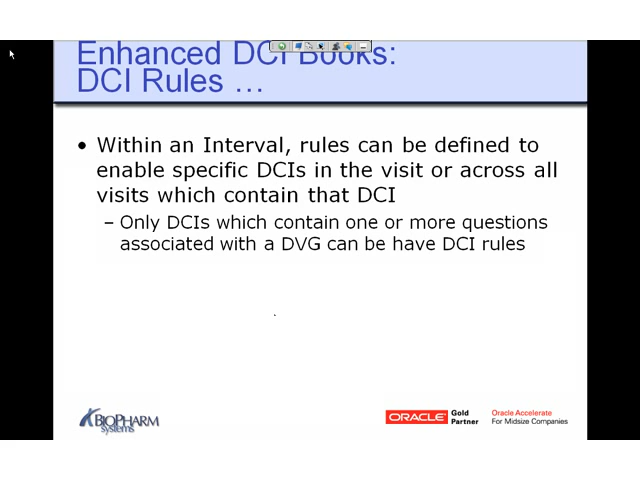 Enhanced DCI Books:
DCI Rules …
• Within an Interval, rules can be defined to
enable specific DCIs in the visit or across all
visits which contain that DCI
– Only DCIs which contain one or more questions
associated with a DVG can be have DCI rules
BIOPHARM
systems
ORACLE
Gold
Partner
Oracle Accelerate
For Midsize Companies